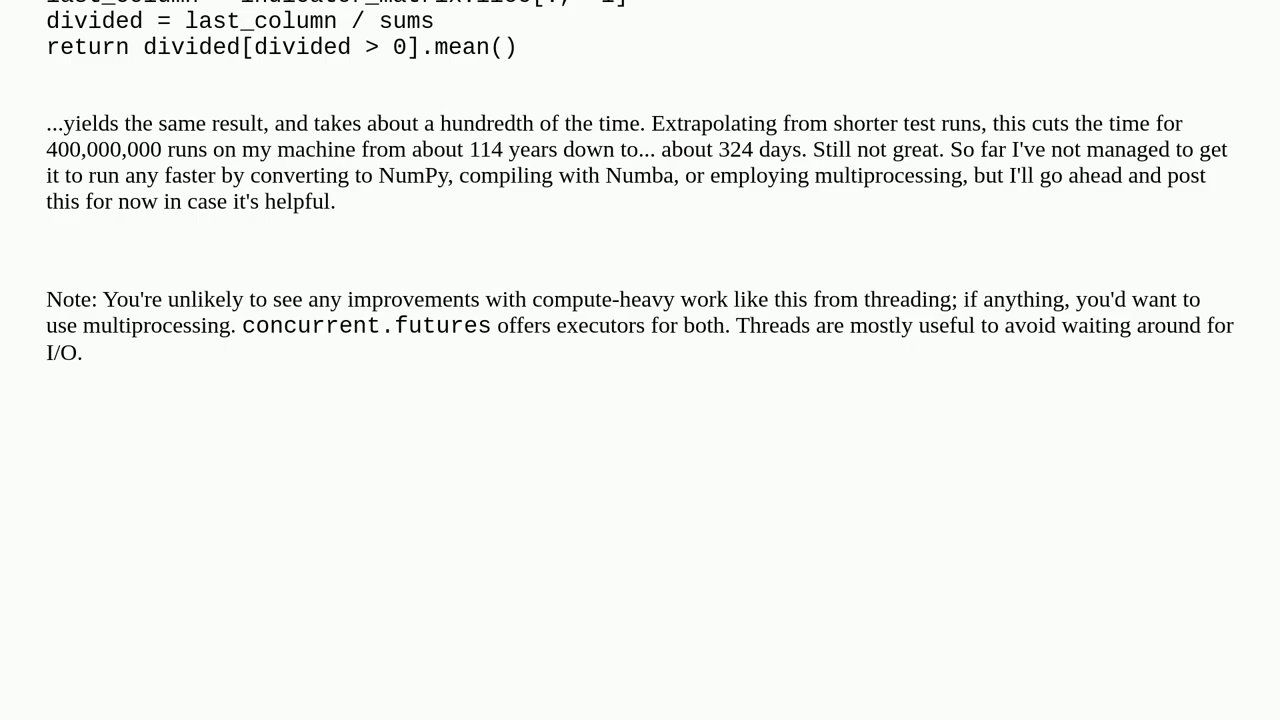 divided = last_column / sums
return divided[divided > 0].mean()
...yields the same result, and takes about a hundredth of the time. Extrapolating from shorter test runs, this cuts the time for
400,000,000 runs on my machine from about 114 years down to... about 324 days. Still not great. So far I've not managed to get
it to run any faster by converting to NumPy, compiling with Numba, or employing multiprocessing, but I'll go ahead and post
this for now in case it's helpful.
Note: You're unlikely to see any improvements with compute-heavy work like this from threading; if anything, you'd want to
use multiprocessing. concurrent.futures offers executors for both. Threads are mostly useful to avoid waiting around for
I/O.